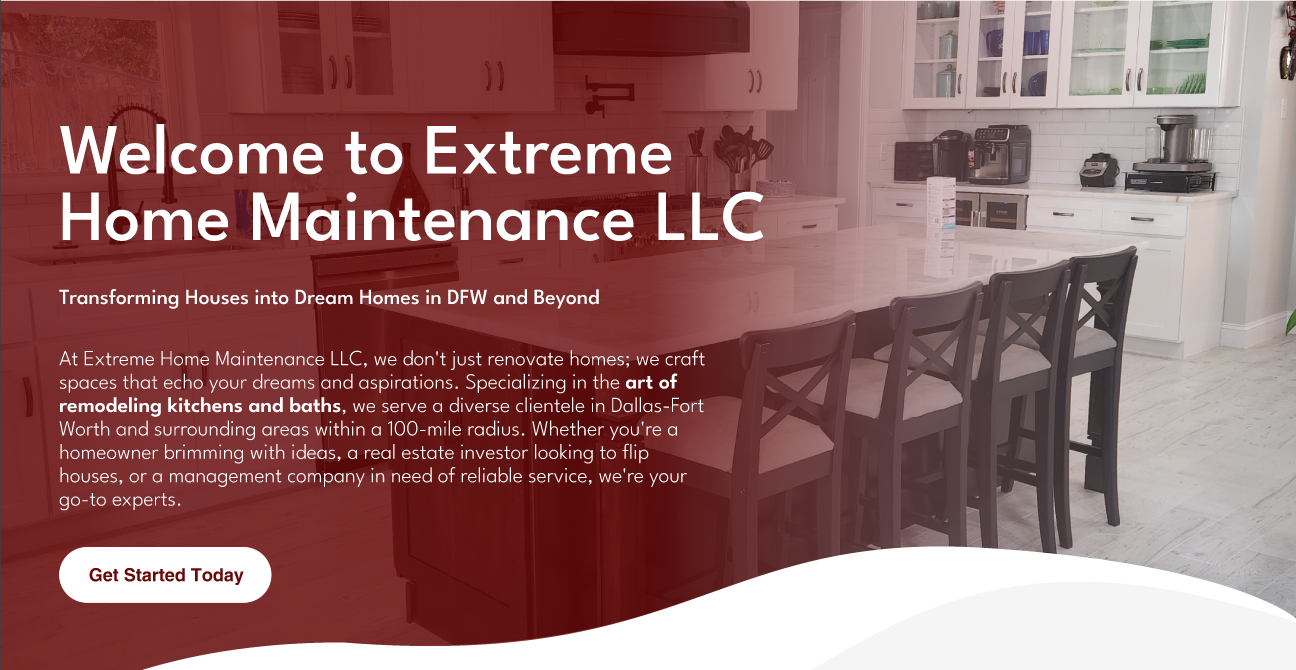 Welcome to Extreme
Home Maintenance LLC
Transforming Houses into Dream Homes in DFW and Beyond
At Extreme Home Maintenance LLC, we don't just renovate homes; we craft
spaces that echo your dreams and aspirations. Specializing in the art of
remodeling kitchens and baths, we serve a diverse clientele in Dallas-Fort
Worth and surrounding areas within a 100-mile radius. Whether you're a
homeowner brimming with ideas, a real estate investor looking to flip
houses, or a management company in need of reliable service, we're your
go-to experts.
Get Started Today